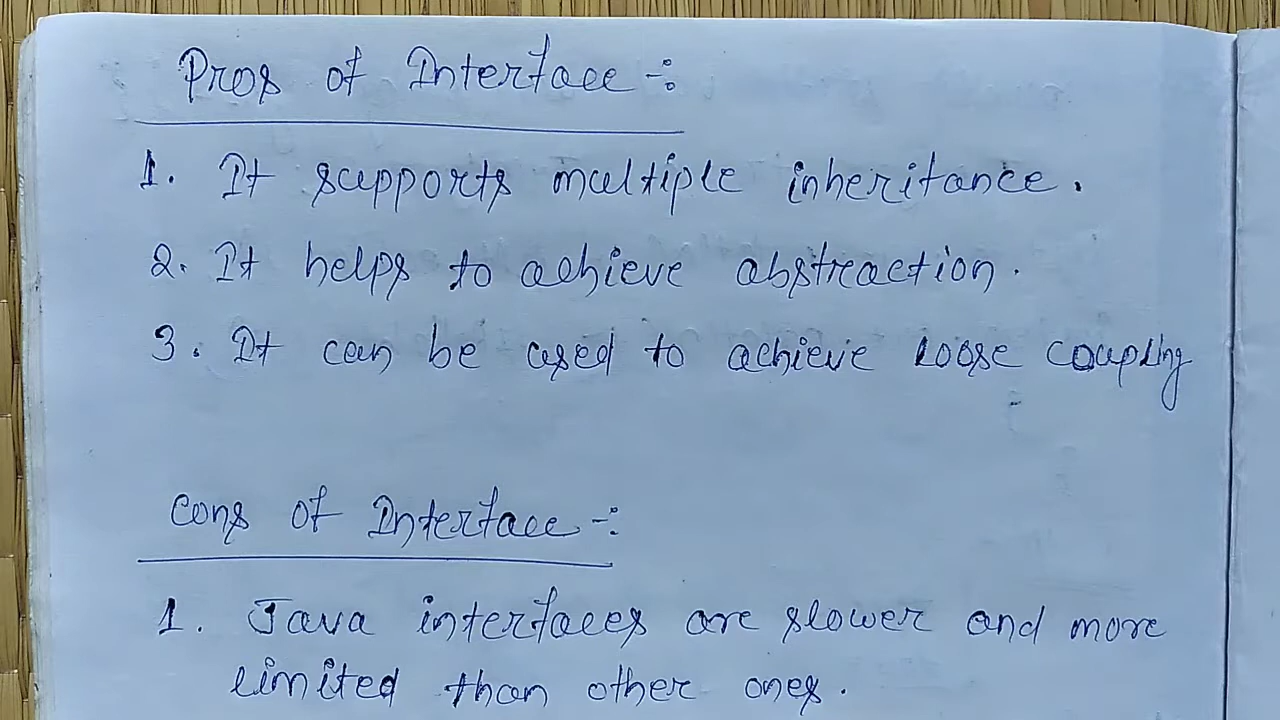 Pros of Interface -:
1. It supports multiple inheritance.
2. It helps to achieve abstraction.
3. It can be used to achieve loose coupling
Cons of Interface -:
1. Java interfaces are slower and more
limited than other ones.